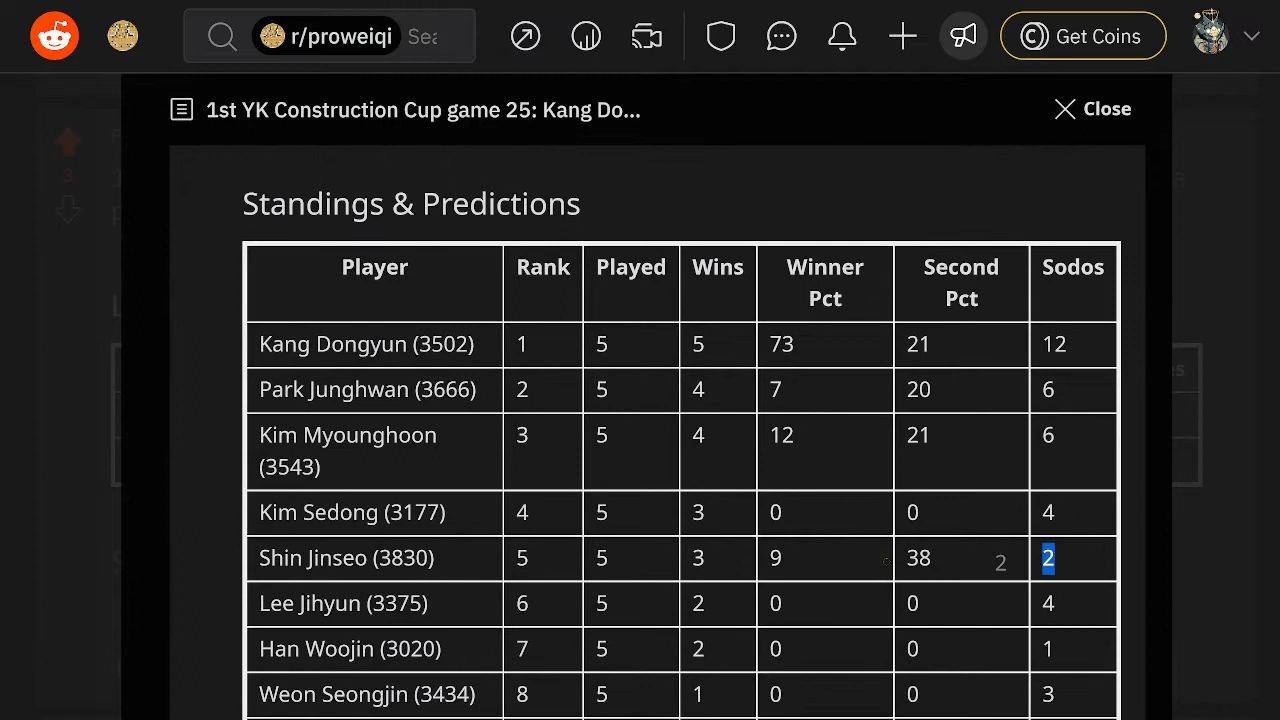 r/proweiqi Sea
Get Coins
1st YK Construction Cup game 25: Kang Do...
Close
Standings & Predictions
Player Rank Played Wins Winner Pct Second Pct Sodos
Kang Dongyun (3502) 1 5 5 73 21 12
Park Junghwan (3666) 2 5 4 7 20 6
Kim Myounghoon (3543) 3 5 4 12 21 6
Kim Sedong (3177) 4 5 3 0 0 4
Shin Jinseo (3830) 5 5 3 9 38 2 2
Lee Jihyun (3375) 6 5 2 0 0 4
Han Woojin (3020) 7 5 2 0 0 1
Weon Seongjin (3434) 8 5 1 0 0 3